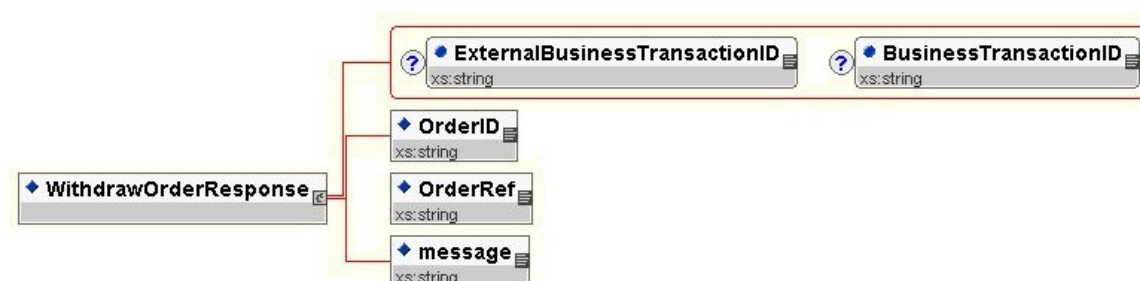 ? ExternalBusinessTransactionID ? BusinessTransactionID
xs:string xs:string
OrderID
xs:string
WithdrawOrderResponse OrderRef
xs:string
message
xs:string